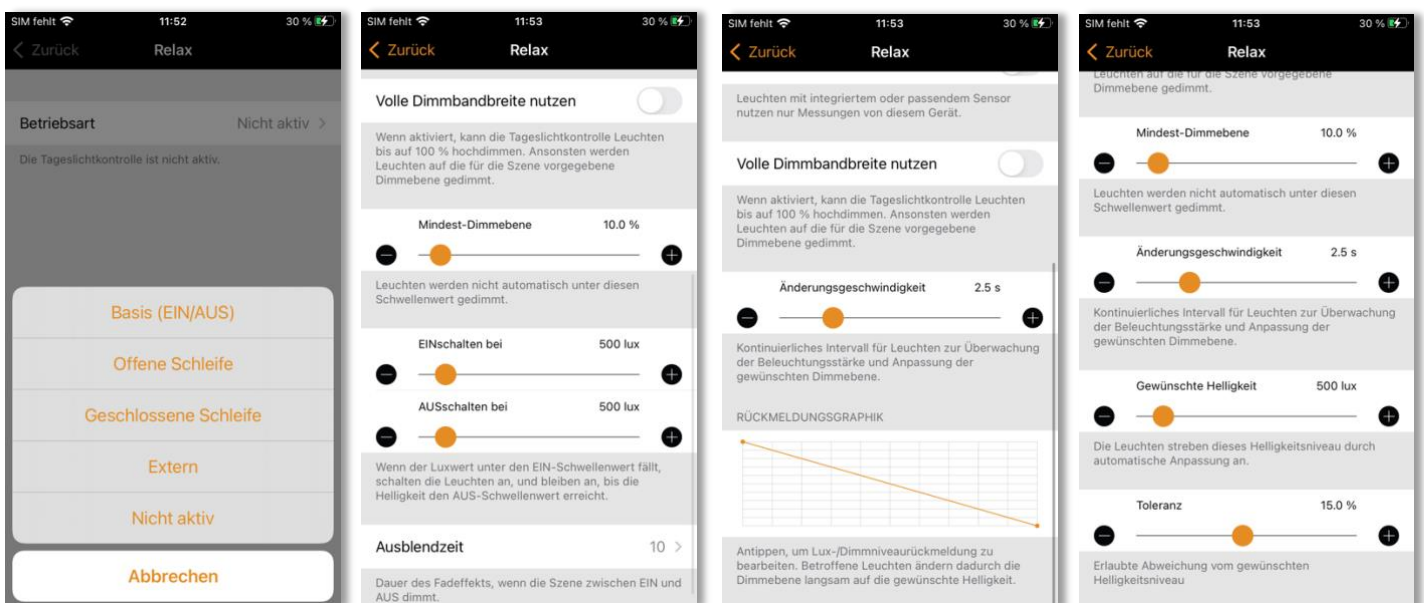 SIM fehlt 11:52 30 %
Zurück Relax
Betriebsart Nicht aktiv
Die Tageslichtkontrolle ist nicht aktiv.
Basis (EIN/AUS)
Offene Schleife
Geschlossene Schleife
Extern
Nicht aktiv
Abbrechen
SIM fehlt 11:53 30 %
Zurück Relax
Volle Dimmbandbreite nutzen
Wenn aktiviert, kann die Tageslichtkontrolle Leuchten
bis auf 100 % hochdimmen. Ansonsten werden
Leuchten auf die für die Szene vorgegebene
Dimmebene gedimmt.
Mindest-Dimmebene 10.0 %
Leuchten werden nicht automatisch unter diesen
Schwellenwert gedimmt.
EINschalten bei 500 lux
AUSschalten bei 500 lux
Wenn der Luxwert unter den EIN-Schwellenwert fällt,
schalten die Leuchten an, und bleiben an, bis die
Helligkeit den AUS-Schwellenwert erreicht.
Ausblendzeit 10
Dauer des Fadeffekts, wenn die Szene zwischen EIN und
AUS dimmt.
SIM fehlt 11:53 30 %
Zurück Relax
Leuchten mit integriertem oder passendem Sensor
nutzen nur Messungen von diesem Gerät.
Volle Dimmbandbreite nutzen
Wenn aktiviert, kann die Tageslichtkontrolle Leuchten
bis auf 100 % hochdimmen. Ansonsten werden
Leuchten auf die für die Szene vorgegebene
Dimmebene gedimmt.
Änderungsgeschwindigkeit 2.5 s
Kontinuierliches Intervall für Leuchten zur Überwachung
der Beleuchtungsstärke und Anpassung der
gewünschten Dimmebene.
RÜCKMELDUNGSGRAPHIK
Antippen, um Lux-/Dimmniveaurückmeldung zu
bearbeiten. Betroffene Leuchten ändern dadurch die
Dimmebene langsam auf die gewünschte Helligkeit.
SIM fehlt 11:53 30 %
Zurück Relax
Leuchten auf die für die Szene vorgegebene
Dimmebene gedimmt.
Mindest-Dimmebene 10.0 %
Leuchten werden nicht automatisch unter diesen
Schwellenwert gedimmt.
Änderungsgeschwindigkeit 2.5 s
Kontinuierliches Intervall für Leuchten zur Überwachung
der Beleuchtungsstärke und Anpassung der
gewünschten Dimmebene.
Gewünschte Helligkeit 500 lux
Die Leuchten streben dieses Helligkeitsniveau durch
automatische Anpassung an.
Toleranz 15.0 %
Erlaubte Abweichung vom gewünschten
Helligkeitsniveau